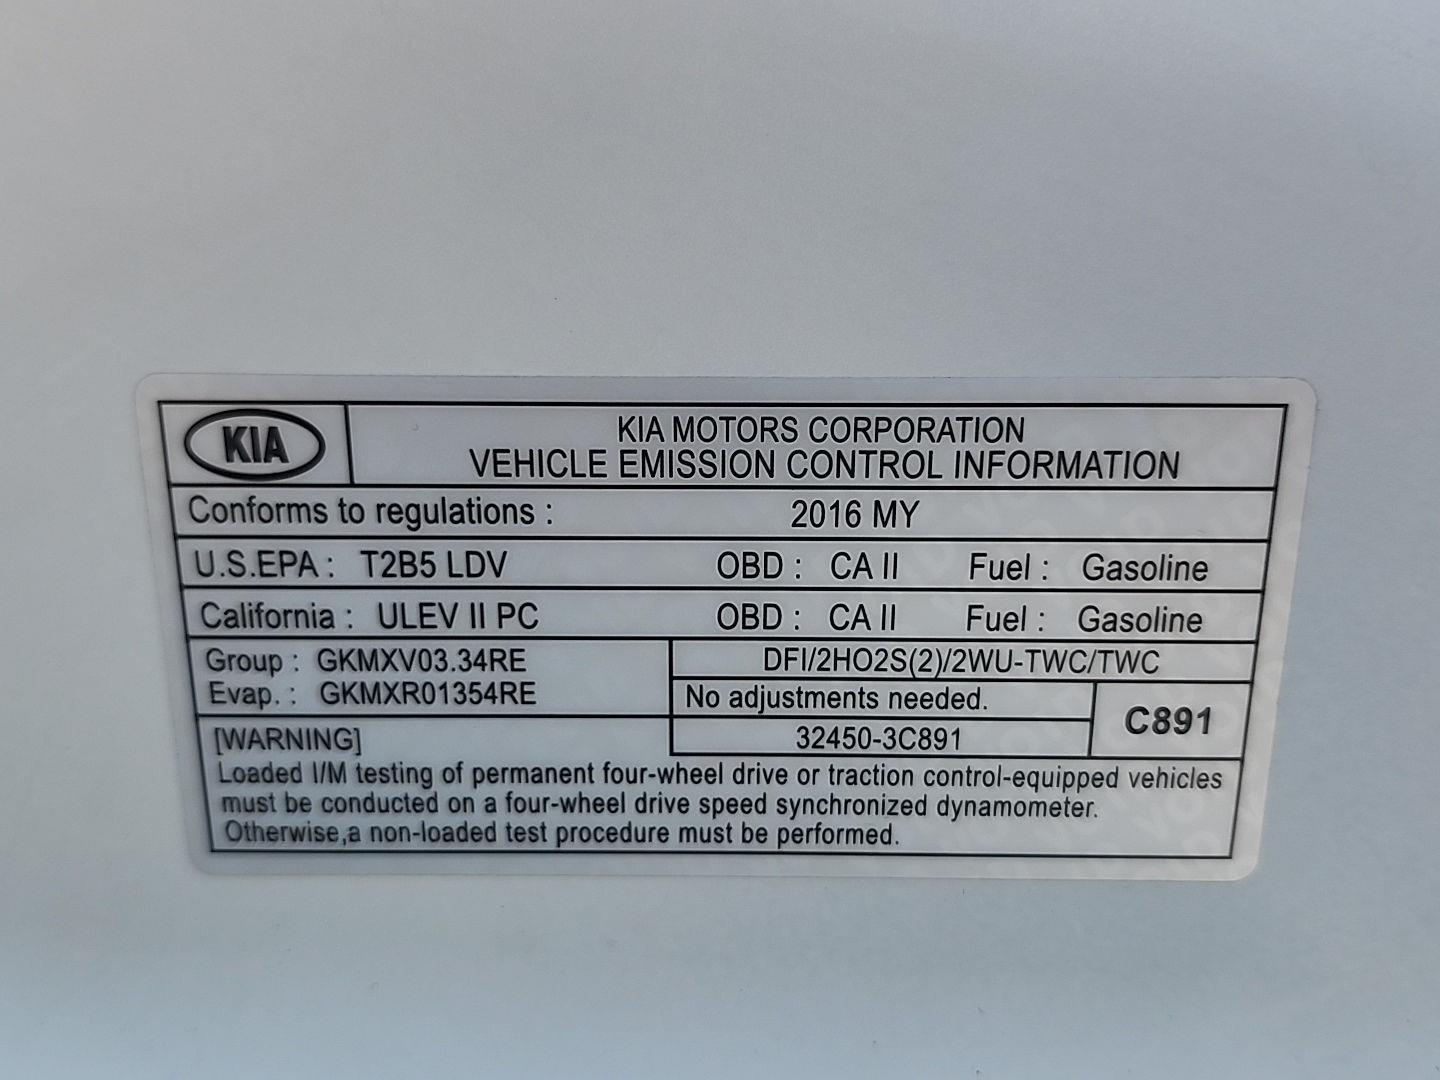 KIA
KIA MOTORS CORPORATION
VEHICLE EMISSION CONTROL INFORMATION
Conforms to regulations : 2016 MY
U.S.EPA : T2B5 LDV OBD : CA II Fuel : Gasoline
California : ULEV II PC OBD : CA II Fuel : Gasoline
Group : GKMXV03.34RE
Evap. : GKMXR01354RE
DFI/2HO2S(2)/2WU-TWC/TWC
No adjustments needed.
32450-3C891
C891
[WARNING]
Loaded I/M testing of permanent four-wheel drive or traction control-equipped vehicles
must be conducted on a four-wheel drive speed synchronized dynamometer.
Otherwise,a non-loaded test procedure must be performed.